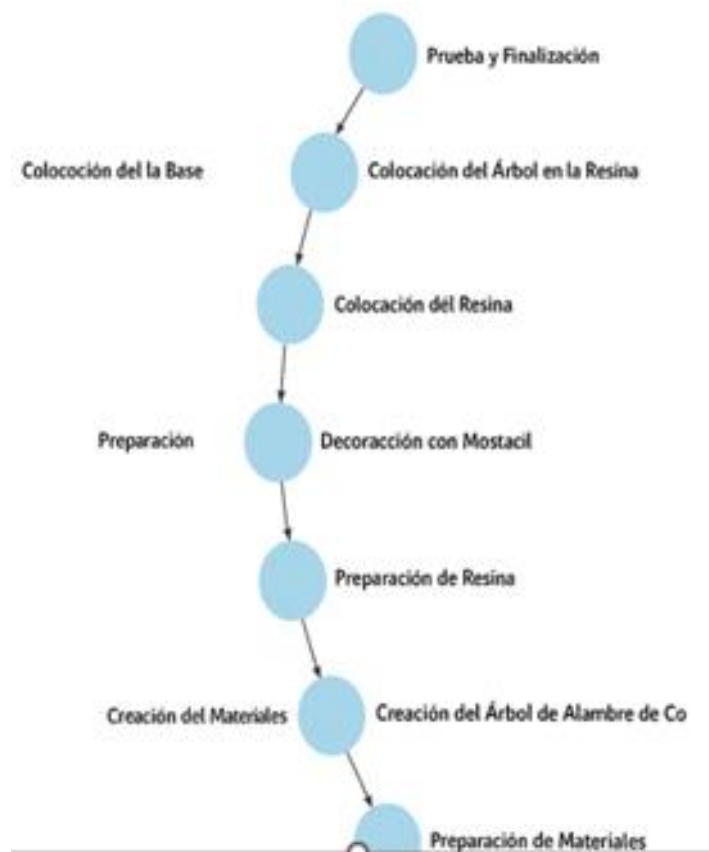 Prueba y Finalización
Colococión del la Base
Colocación del Árbol en la Resina
Colocación dél Resina
Preparación
Decoracción con Mostacil
Preparación de Resina
Creación del Materiales
Creación del Árbol de Alambre de Co
Preparación de Materiales